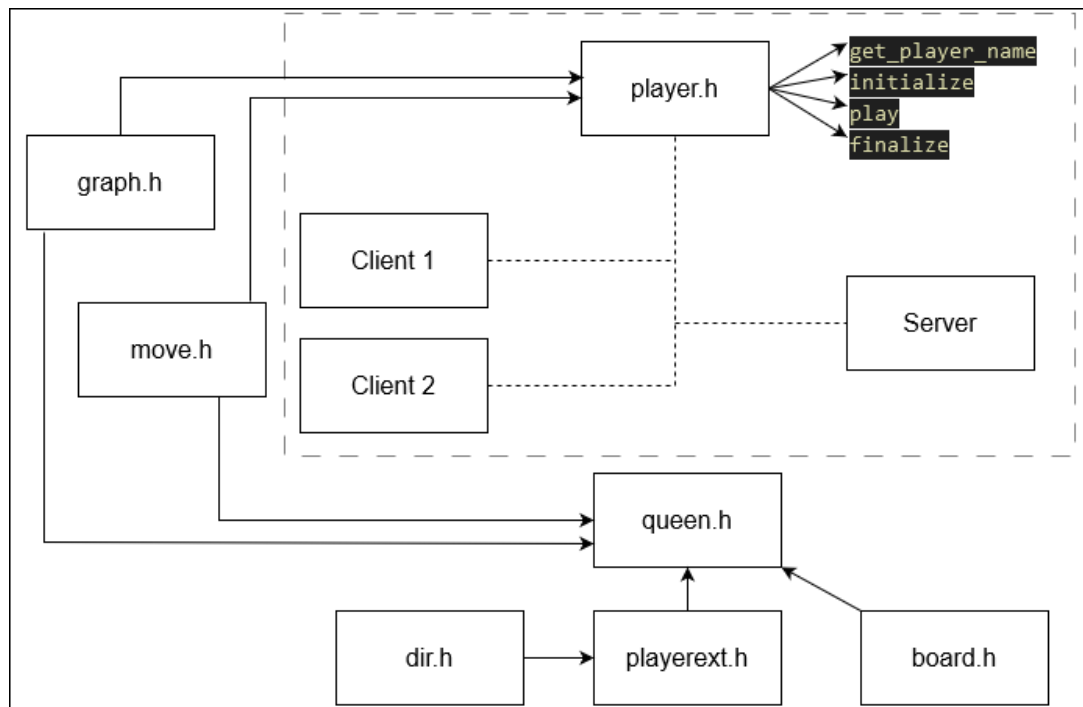 player.h
get_player_name
initialize
play
finalize
graph.h
Client 1
Server
move.h
Client 2
queen.h
dir.h
playerext.h
board.h